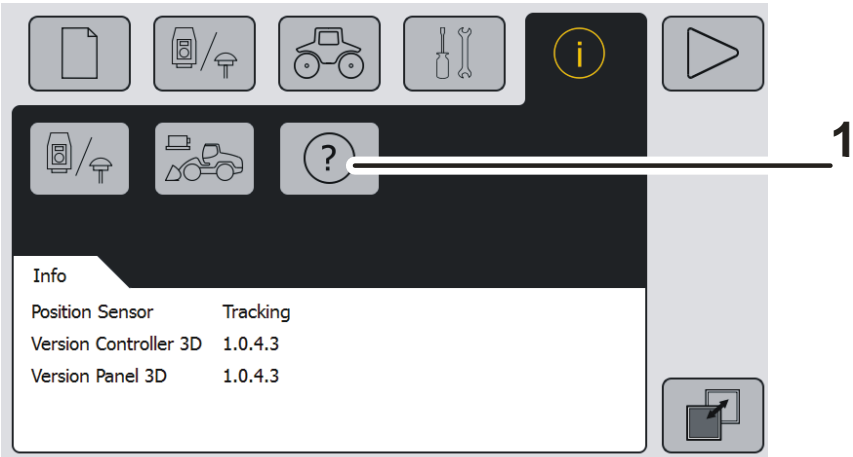 i
?
1
Info
Position Sensor Tracking
Version Controller 3D 1.0.4.3
Version Panel 3D 1.0.4.3